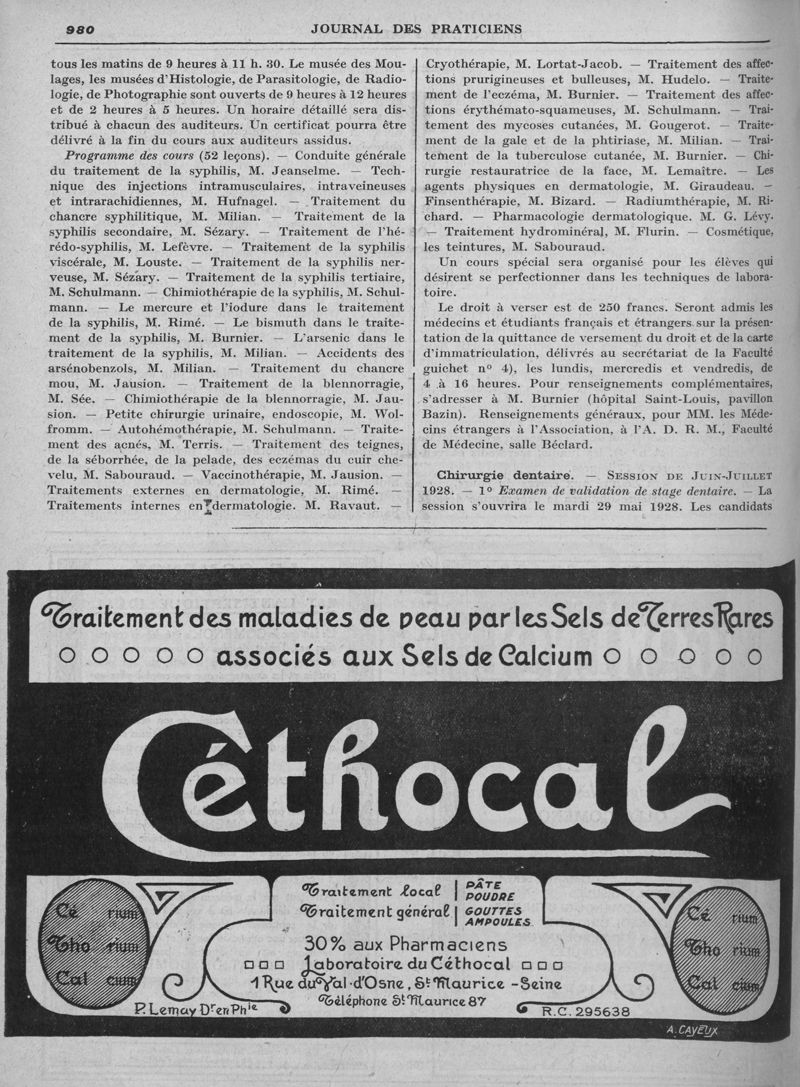 980
JOURNAL DES PRATICIENS
tous les matins de 9 heures à 11 h. 30. Le musée des Mou-
lages, les musées d'Histologie, de Parasitologie, de Radio-
logie, de Photographie sont ouverts de 9 heures à 12 heures
et de 2 heures à 5 heures. Un horaire détaillé sera dis-
tribué à chacun des auditeurs. Un certificat pourra être
délivré à la fin du cours aux auditeurs assidus.
Programme des cours (52 leçons). — Conduite générale
du traitement de la syphilis, M. Jeanselme. — Tech-
nique des injections intramusculaires, intraveineuses
et intrarachidiennes, M. Hufnagel. — Traitement du
chancre syphilitique, M. Milian. — Traitement de la
syphilis secondaire, M. Sézary. — Traitement de l'hé-
rédo-syphilis, M. Lefèvre. — Traitement de la syphilis
viscérale, M. Louste. — Traitement de la syphilis ner-
veuse, M. Sézary. — Traitement de la syphilis tertiaire,
M. Schulmann. — Chimiothérapie de la syphilis, M. Schul-
mann. — Le mercure et l'iodure dans le traitement
de la syphilis, M. Rimé. — Le bismuth dans le traite-
ment de la syphilis, M. Burnier. — L'arsenic dans le
traitement de la syphilis, M. Milian. — Accidents des
arsénobenzols, M. Milian. — Traitement du chancre
mou, M. Jausion. — Traitement de la blennorragie,
M. Sée. — Chimiothérapie de la blennorragie, M. Jau-
sion. — Petite chirurgie urinaire, endoscopie, M. Wol-
fromm. — Autohémothérapie, M. Schulmann. — Traite-
ment des acnés, M. Terris. — Traitement des teignes,
de la séborrhée, de la pelade, des eczémas du cuir che-
velu, M. Sabouraud. — Vaccinothérapie, M. Jausion. —
Traitements externes en dermatologie, M. Rimé. —
Traitements internes en dermatologie. M. Ravaut. —
Cryothérapie, M. Lortat-Jacob. — Traitement des affec-
tions prurigineuses et bulleuses, M. Hudelo. — Traite-
ment de l'eczéma, M. Burnier. — Traitement des affec-
tions érythémato-squameuses, M. Schulmann. — Trai-
tement des mycoses cutanées, M. Gougerot. — Traite-
ment de la gale et de la phtiriase, M. Milian. — Trai-
tement de la tuberculose cutanée, M. Burnier. — Chi-
rurgie restauratrice de la face, M. Lemaître. — Les
agents physiques en dermatologie, M. Giraudeau. —
Finsenthérapie, M. Bizard. — Radiumthérapie, M. Ri-
chard. — Pharmacologie dermatologique. M. G. Lévy.
— Traitement hydrominéral, M. Flurin. — Cosmétique,
les teintures, M. Sabouraud.
Un cours spécial sera organisé pour les élèves qui
désirent se perfectionner dans les techniques de labora-
toire.
Le droit à verser est de 250 francs. Seront admis les
médecins et étudiants français et étrangers sur la présen-
tation de la quittance de versement du droit et de la carte
d'immatriculation, délivrés au secrétariat de la Faculté
guichet n° 4), les lundis, mercredis et vendredis, de
4 à 16 heures. Pour renseignements complémentaires,
s'adresser à M. Burnier (hôpital Saint-Louis, pavillon
Bazin). Renseignements généraux, pour MM. les Méde-
cins étrangers à l'Association, à l'A. D. R. M., Faculté
de Médecine, salle Béclard.
Chirurgie dentaire. — SESSION DE JUIN-JUILLET
1928. — 1° Examen de validation de stage dentaire. — La
session s'ouvrira le mardi 29 mai 1928. Les candidats
Traitement des maladies de peau par les Sels de Terres Rares
associés aux Sels de Calcium
Céthocal
Cé rium
Tho rium
Cal cium
Traitement local | PÂTE POUDRE
Traitement général | GOUTTES AMPOULES
30% aux Pharmaciens
Laboratoire du Céthocal
1 Rue du Val-d'Osne, St Maurice - Seine
Téléphone St Maurice 87
Cé rium
Tho rium
Cal cium
P. Lemay Dr en Phie
R.C. 295638
A. CAYEUX